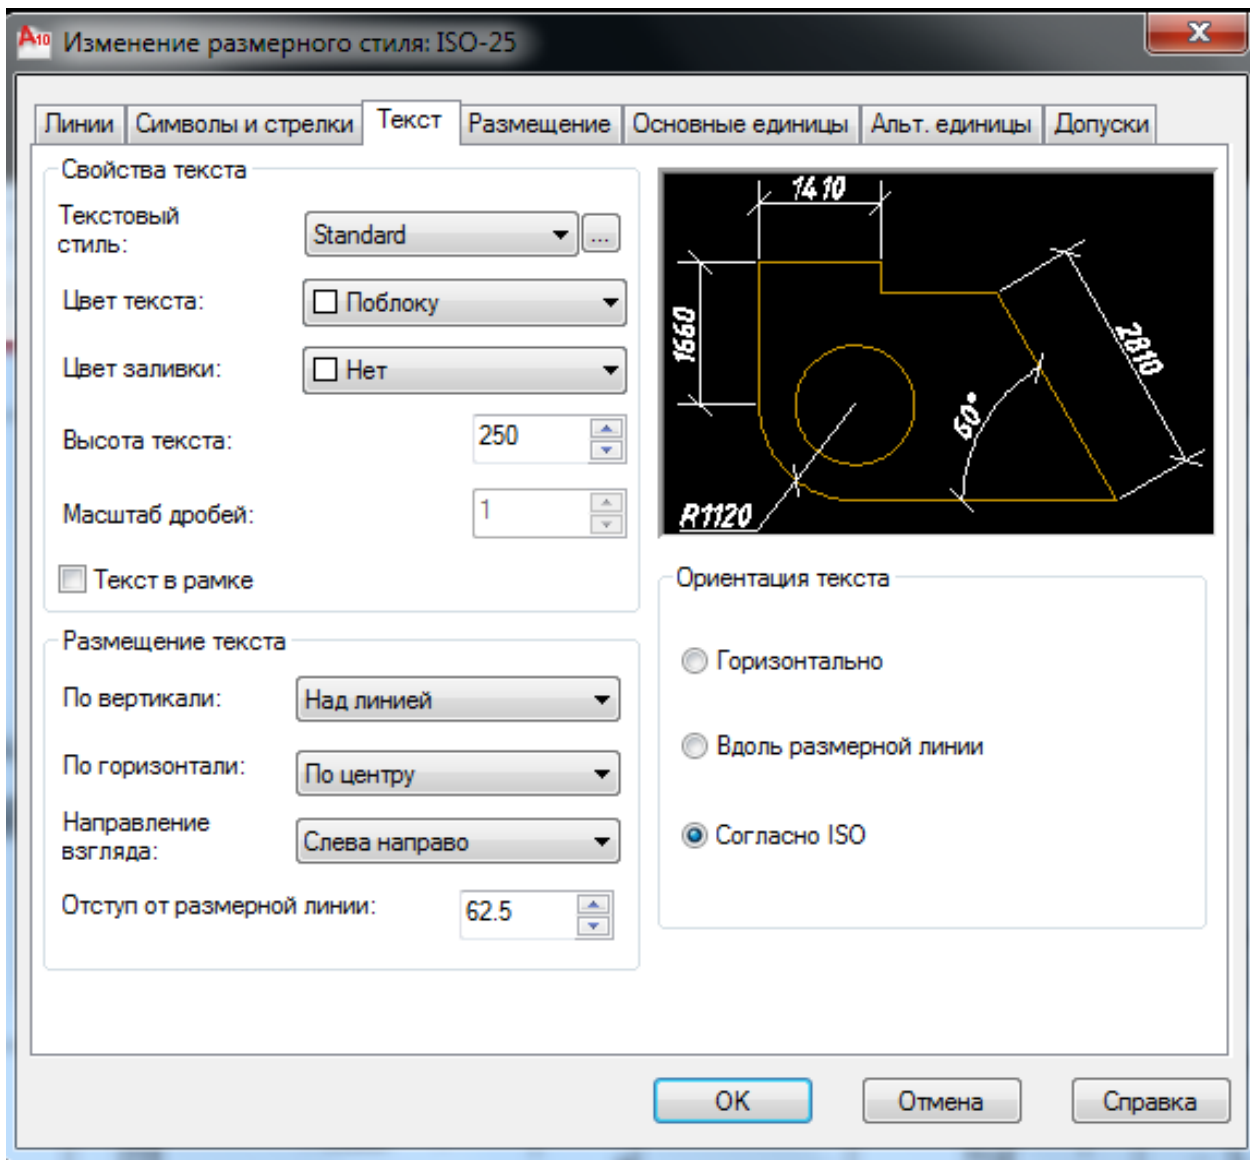 A10 Изменение размерного стиля: ISO-25
Линии Символы и стрелки Текст Размещение Основные единицы Альт. единицы Допуски
Свойства текста
Текстовый
стиль:
Standard ...
Цвет текста: Поблоку
Цвет заливки: Нет
Высота текста: 250
Масштаб дробей: 1
Текст в рамке
Размещение текста
По вертикали: Над линией
По горизонтали: По центру
Направление
взгляда:
Слева направо
Отступ от размерной линии: 62.5
1410
1660
2810
60°
R1120
Ориентация текста
Горизонтально
Вдоль размерной линии
Согласно ISO
OK Отмена Справка